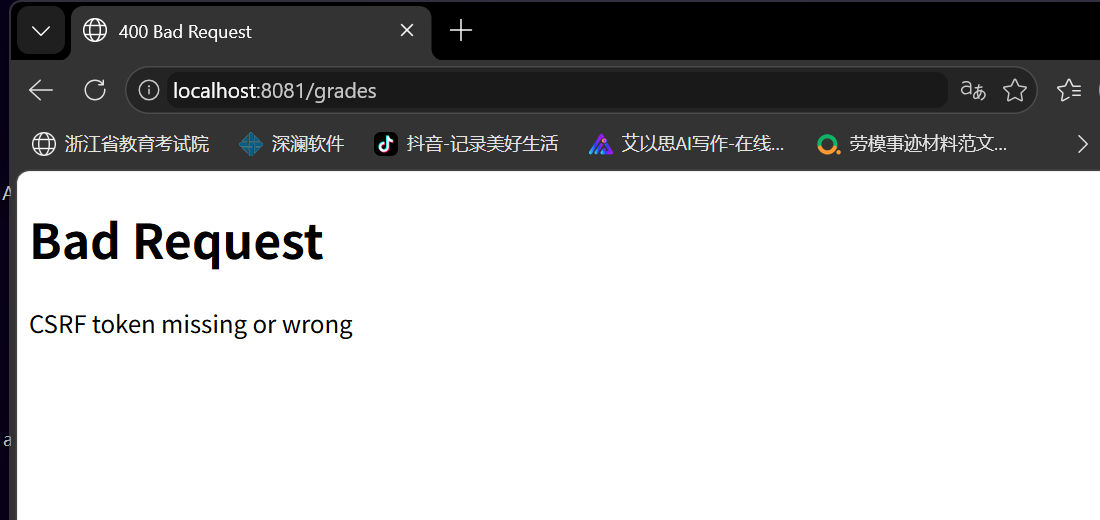 400 Bad Request
localhost:8081/grades
浙江省教育考试院 深澜软件 抖音-记录美好生活 艾以思AI写作-在线... 劳模事迹材料范文...
Bad Request
CSRF token missing or wrong